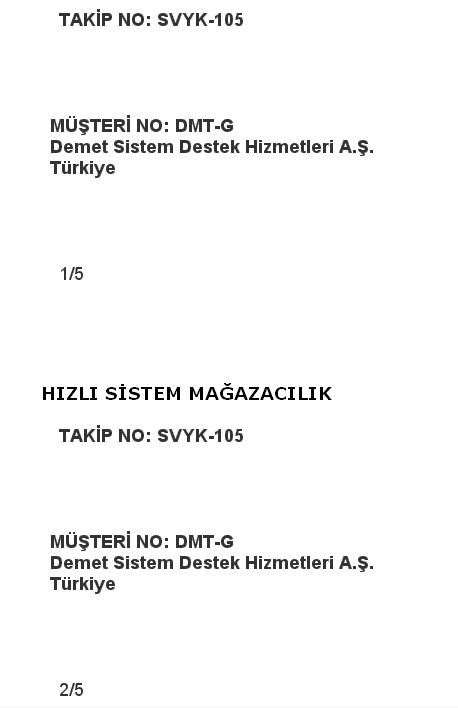 TAKİP NO: SVYK-105
MÜŞTERİ NO: DMT-G
Demet Sistem Destek Hizmetleri A.Ş.
Türkiye
1/5
HIZLI SİSTEM MAĞAZACILIK
TAKİP NO: SVYK-105
MÜŞTERİ NO: DMT-G
Demet Sistem Destek Hizmetleri A.Ş.
Türkiye
2/5